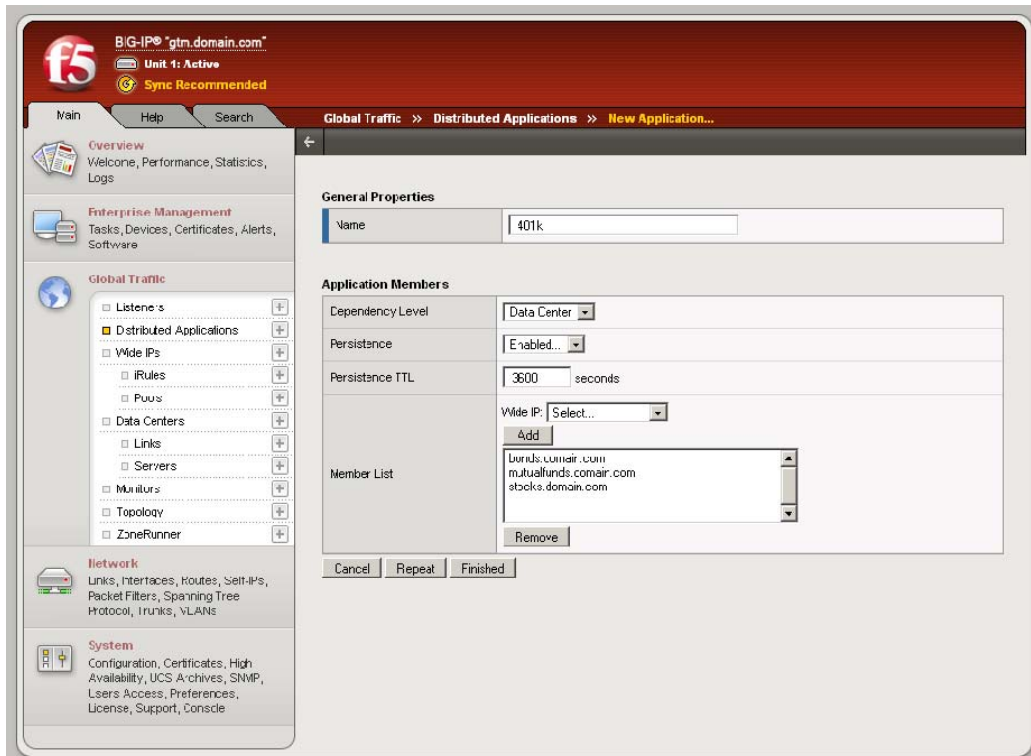 BIG-IP® "gtm.domain.com"
Unit 1: Active
Sync Recommended
f5
Main
Help
Search
Global Traffic >> Distributed Applications >> New Application...
Overview
Welcome, Performance, Statistics,
Logs
Enterprise Management
Tasks, Devices, Certificates, Alerts,
Software
Global Traffic
Listeners
Distributed Applications
Wide IPs
iRules
Pools
Data Centers
Links
Servers
Monitors
Topology
ZoneRunner
Network
Links, Interfaces, Routes, Self-IPs,
Packet Filters, Spanning Tree
Protocol, Trunks, VLANs
System
Configuration, Certificates, High
Availability, UCS Archives, SNMP,
Users Access, Preferences,
License, Support, Console
General Properties
Name
401k
Application Members
Dependency Level
Data Center
Persistence
Enabled...
Persistence TTL
3600 seconds
Member List
Wide IP: Select...
Add
bonds.domain.com
mutualfunds.domain.com
stocks.domain.com
Remove
Cancel
Repeat
Finished